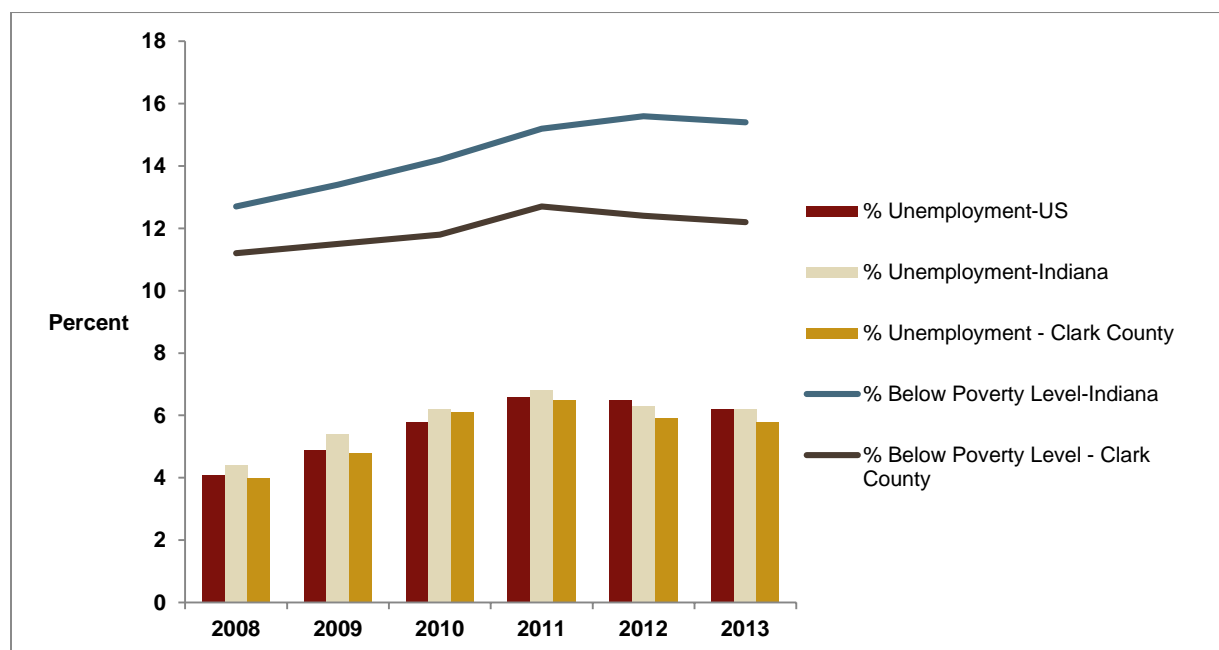 18
16
14
12
10
8
6
4
2
0
Percent
2008 2009 2010 2011 2012 2013
% Unemployment-US
% Unemployment-Indiana
% Unemployment - Clark County
% Below Poverty Level-Indiana
% Below Poverty Level - Clark
County